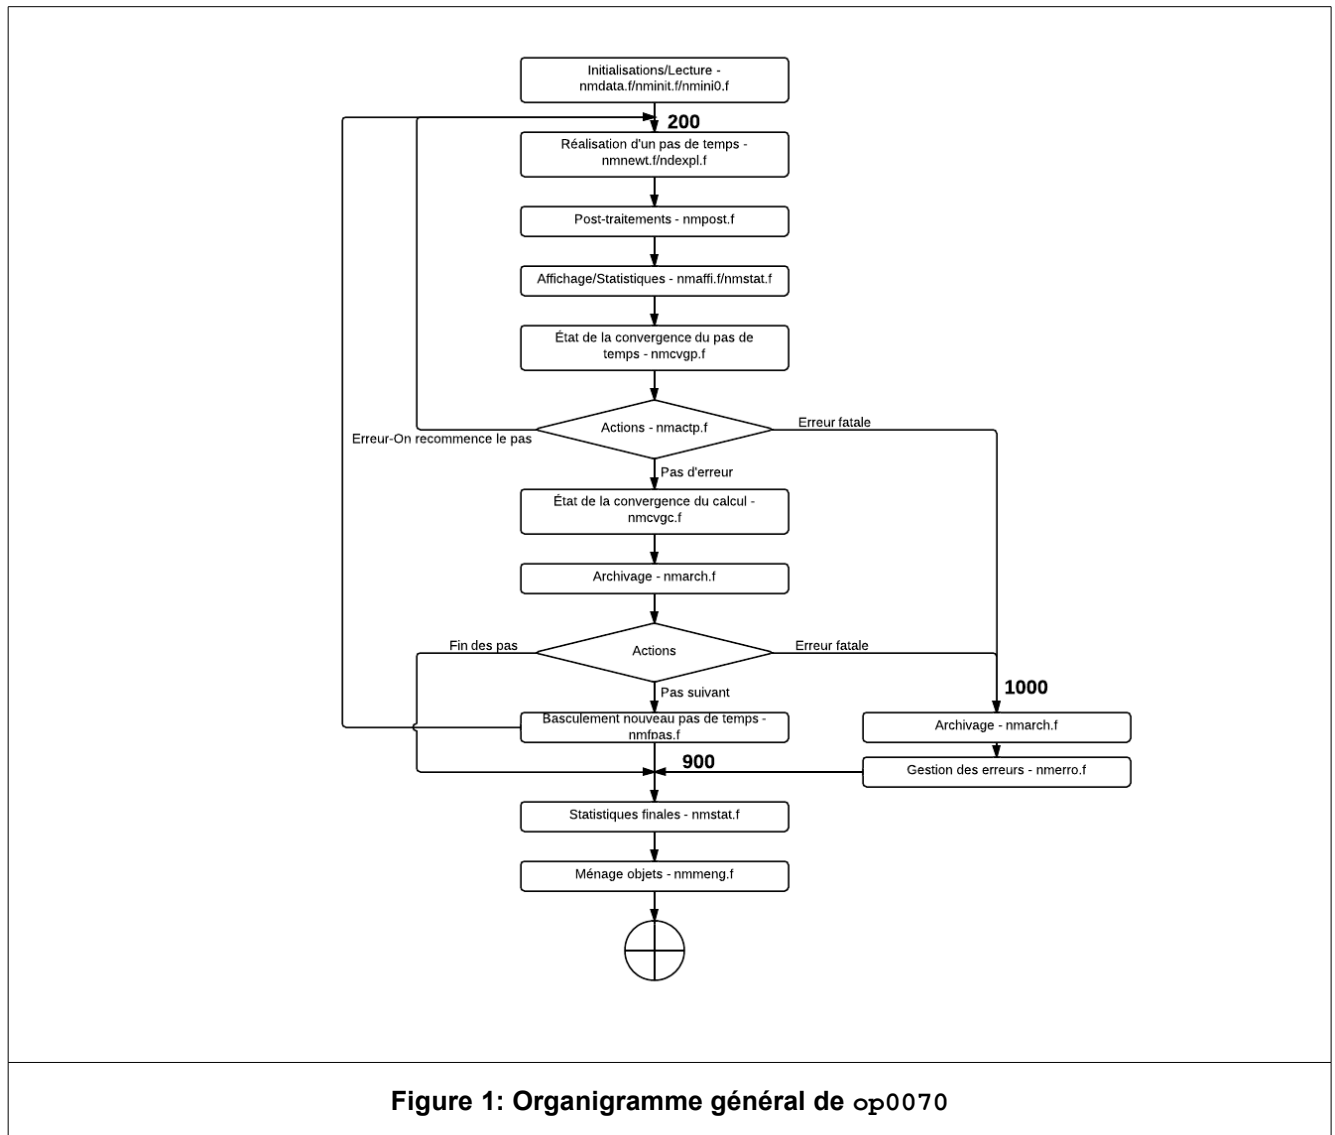 Initialisations/Lecture -
nmdata.f/nminit.f/nmini0.f
200
Réalisation d'un pas de temps -
nmnewt.f/ndexpl.f
Post-traitements - nmpost.f
Affichage/Statistiques - nmaffi.f/nmstat.f
État de la convergence du pas de
temps - nmcvgp.f
Actions - nmactp.f
Erreur fatale
Erreur-On recommence le pas
Pas d'erreur
État de la convergence du calcul -
nmcvgc.f
Archivage - nmarch.f
Fin des pas
Actions
Erreur fatale
Pas suivant
1000
Basculement nouveau pas de temps -
nmfpas.f
Archivage - nmarch.f
900
Gestion des erreurs - nmerro.f
Statistiques finales - nmstat.f
Ménage objets - nmmeng.f
Figure 1: Organigramme général de op0070